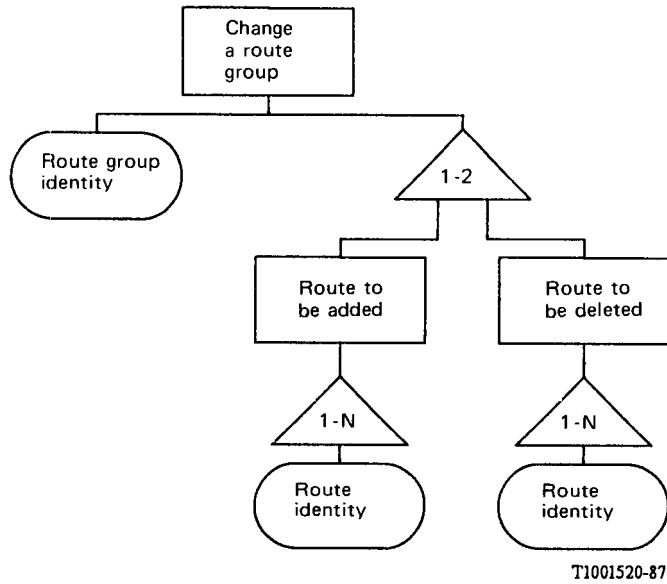 Change
a route
group
Route group
identity
1-2
Route to
be added
Route to
be deleted
1-N
1-N
Route
identity
Route
identity
T1001520-87